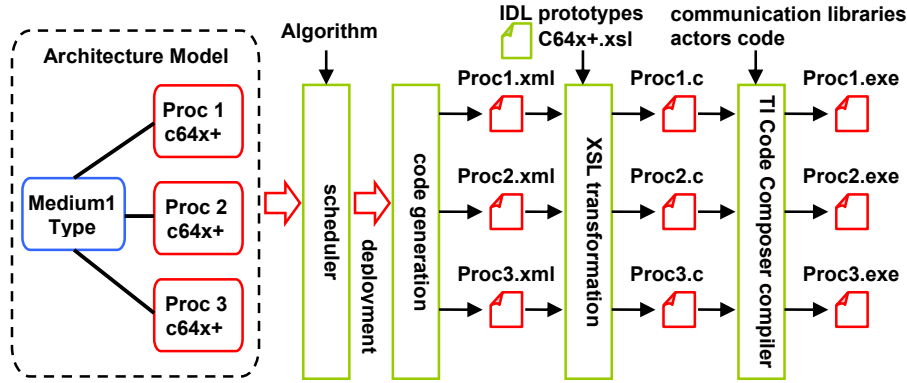 Architecture Model
Proc 1
c64x+
Medium1
Type
Proc 2
c64x+
Proc 3
c64x+
Algorithm
scheduler
deployment
code generation
IDL prototypes
C64x+.xsl
Proc1.xml
Proc2.xml
Proc3.xml
XSL transformation
Proc1.c
Proc2.c
Proc3.c
communication libraries
actors code
TI Code Composer compiler
Proc1.exe
Proc2.exe
Proc3.exe